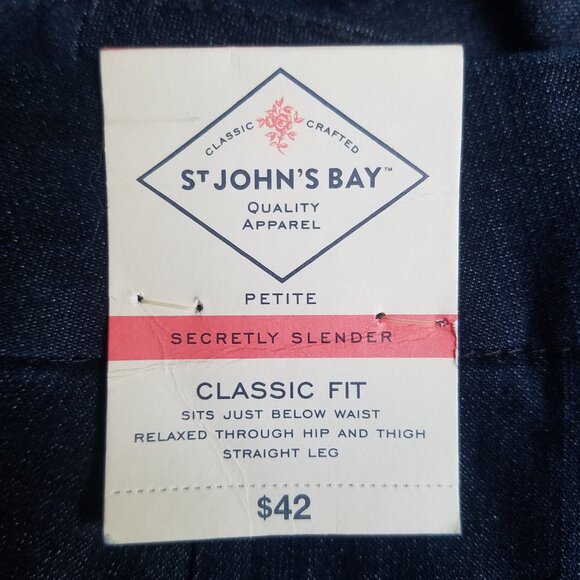 CLASSIC CRAFTED
ST JOHN'S BAY™
QUALITY
APPAREL
PETITE
SECRETLY SLENDER
CLASSIC FIT
SITS JUST BELOW WAIST
RELAXED THROUGH HIP AND THIGH
STRAIGHT LEG
$42